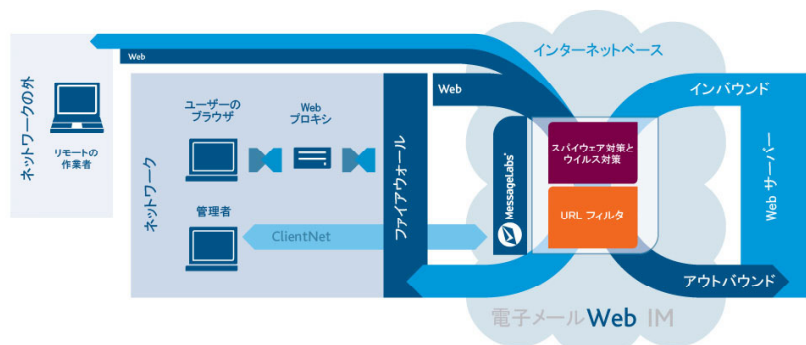 インターネットベース
Web
ネットワークの外
リモートの
作業者
ネットワーク
ユーザーの
ブラウザ
Web
プロキシ
管理者
ClientNet
ファイアウォール
Web
MessageLabs
スパイウェア対策と
ウイルス対策
URL フィルタ
インバウンド
Web サーバー
アウトバウンド
電子メール Web IM